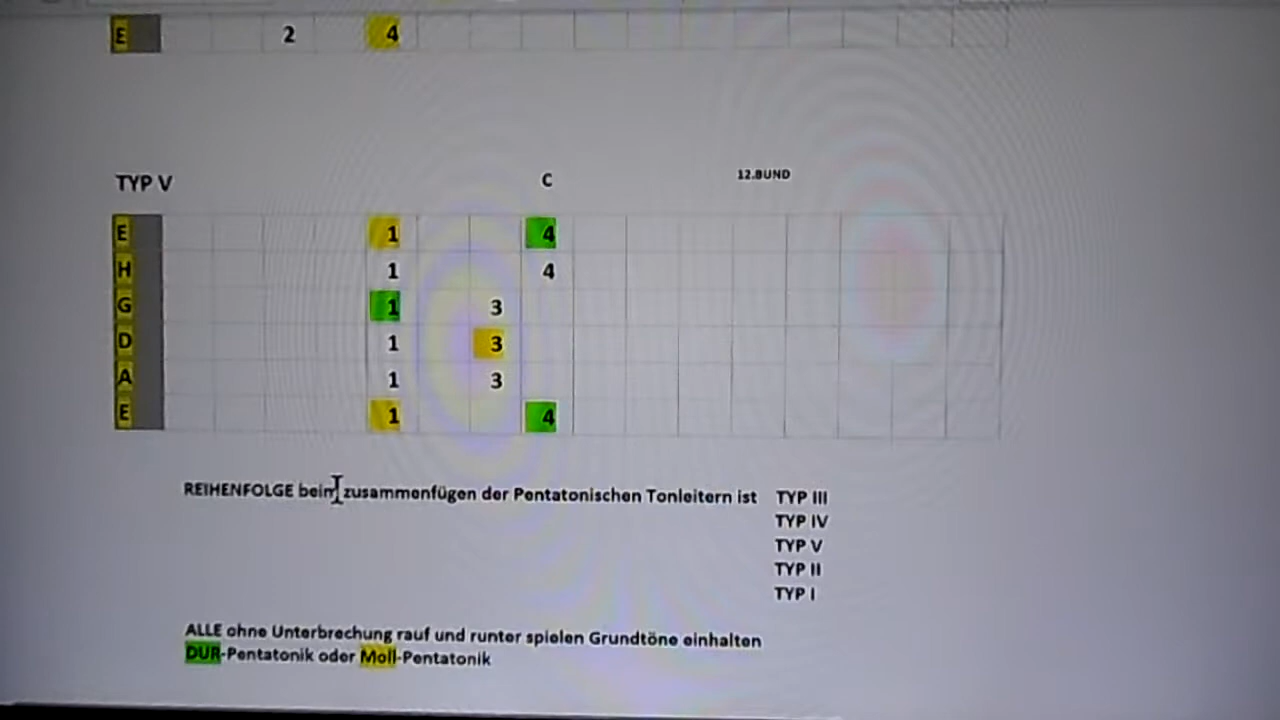 E 2 4
TYP V C 12.BUND
E 1 4
H 1 4
G 1 3
D 1 3
A 1 3
E 1 4
REIHENFOLGE beim zusammenfügen der Pentatonischen Tonleitern ist TYP III
TYP IV
TYP V
TYP II
TYP I
ALLE ohne Unterbrechung rauf und runter spielen Grundtöne einhalten
DUR-Pentatonik oder Moll-Pentatonik